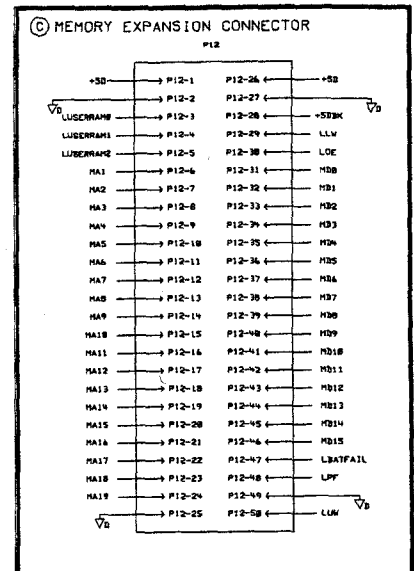 Ⓒ MEMORY EXPANSION CONNECTOR
P12
+5D P12-1 P12-26 +5D
D P12-2 P12-27 D
LUSERRAM0 P12-3 P12-28 +5DBK
LUSERRAM1 P12-4 P12-29 LLW
LUSERRAM2 P12-5 P12-30 LOE
MA1 P12-6 P12-31 MD0
MA2 P12-7 P12-32 MD1
MA3 P12-8 P12-33 MD2
MA4 P12-9 P12-34 MD3
MA5 P12-10 P12-35 MD4
MA6 P12-11 P12-36 MD5
MA7 P12-12 P12-37 MD6
MA8 P12-13 P12-38 MD7
MA9 P12-14 P12-39 MD8
MA10 P12-15 P12-40 MD9
MA11 P12-16 P12-41 MD10
MA12 P12-17 P12-42 MD11
MA13 P12-18 P12-43 MD12
MA14 P12-19 P12-44 MD13
MA15 P12-20 P12-45 MD14
MA16 P12-21 P12-46 MD15
MA17 P12-22 P12-47 LBATFAIL
MA18 P12-23 P12-48 LPF
MA19 P12-24 P12-49 D
D P12-25 P12-50 LUW